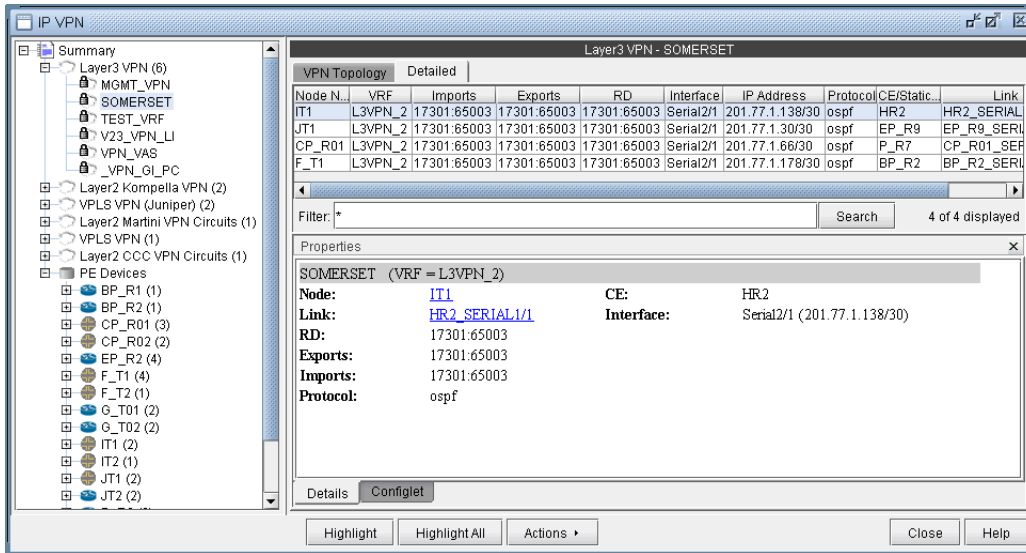 IP VPN
Summary
Layer3 VPN (6)
MGMT_VPN
SOMERSET
TEST_VRF
V23_VPN_LI
VPN_VAS
_VPN_GI_PC
Layer2 Kompella VPN (2)
VPLS VPN (Juniper) (2)
Layer2 Martini VPN Circuits (1)
VPLS VPN (1)
Layer2 CCC VPN Circuits (1)
PE Devices
BP_R1 (1)
BP_R2 (1)
CP_R01 (3)
CP_R02 (2)
EP_R2 (4)
F_T1 (4)
F_T2 (1)
G_T01 (2)
G_T02 (2)
IT1 (2)
IT2 (1)
JT1 (2)
JT2 (2)
Layer3 VPN - SOMERSET
VPN Topology Detailed
Node N... VRF Imports Exports RD Interface IP Address Protocol CE/Static... Link
IT1 L3VPN_2 17301:65003 17301:65003 17301:65003 Serial2/1 201.77.1.138/30 ospf HR2 HR2_SERIAL
JT1 L3VPN_2 17301:65003 17301:65003 17301:65003 Serial2/1 201.77.1.30/30 ospf EP_R9 EP_R9_SERI
CP_R01 L3VPN_2 17301:65003 17301:65003 17301:65003 Serial2/1 201.77.1.66/30 ospf P_R7 CP_R01_SEF
F_T1 L3VPN_2 17301:65003 17301:65003 17301:65003 Serial2/1 201.77.1.178/30 ospf BP_R2 BP_R2_SERI
Filter: * Search 4 of 4 displayed
Properties
SOMERSET (VRF = L3VPN_2)
Node: IT1 CE: HR2
Link: HR2_SERIAL1/1 Interface: Serial2/1 (201.77.1.138/30)
RD: 17301:65003
Exports: 17301:65003
Imports: 17301:65003
Protocol: ospf
Details Configlet
Highlight Highlight All Actions Close Help